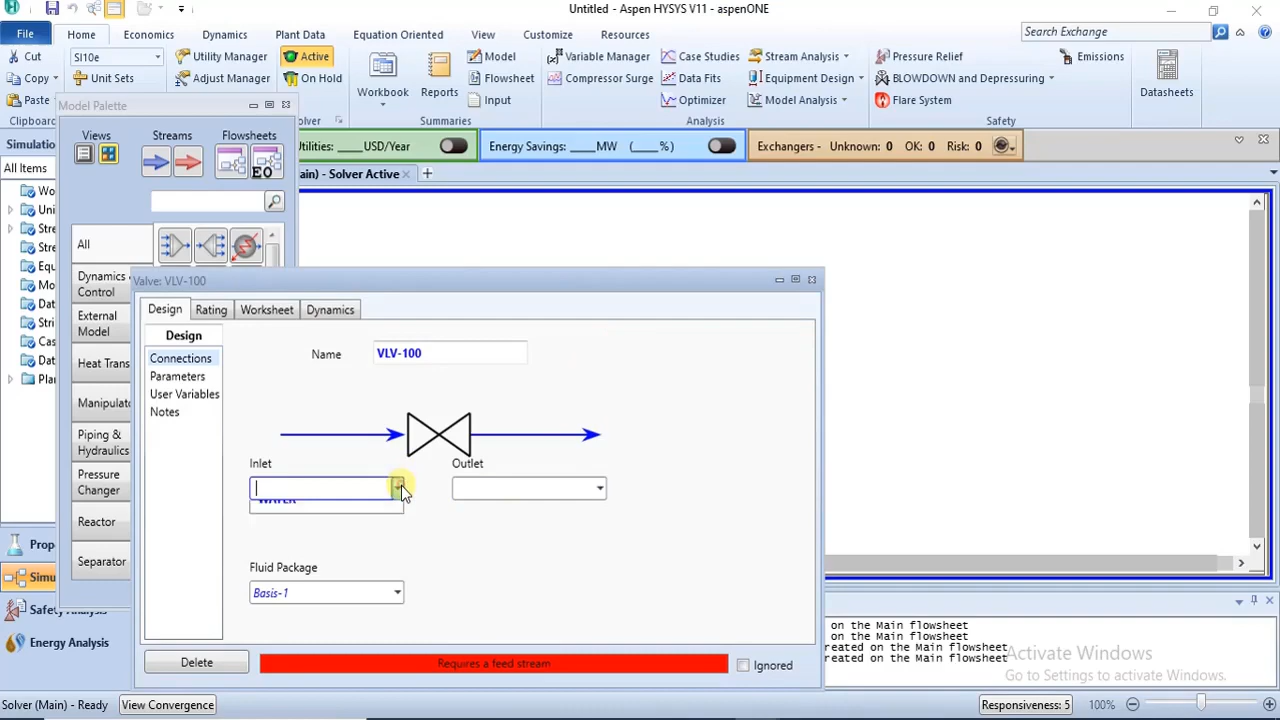 Untitled - Aspen HYSYS V11 - aspenONE
File Home Economics Dynamics Plant Data Equation Oriented View Customize Resources
Search Exchange
Cut SI10e Utility Manager Active Model Variable Manager Case Studies Stream Analysis Pressure Relief Emissions
Copy Unit Sets Adjust Manager On Hold Workbook Reports Flowsheet Compressor Surge Data Fits Equipment Design BLOWDOWN and Depressuring Datasheets
Paste Input Optimizer Model Analysis Flare System
Clipboard Summaries Analysis Safety
Model Palette
Simulatio Utilities: ____USD/Year Energy Savings: ____MW (____%) Exchangers - Unknown: 0 OK: 0 Risk: 0
Views Streams Flowsheets
EO
All Items (Main) - Solver Active
All
Valve: VLV-100
Dynamics
Control
Design Rating Worksheet Dynamics
External
Model
Design
Name VLV-100
Connections
Parameters
User Variables
Notes
Heat Trans
Manipulato
Piping &
Hydraulics
Pressure
Changer
Reactor
Separator
Inlet Outlet
WATER
Fluid Package
Basis-1
Delete Requires a feed stream Ignored
Prop
Simu
Safety Analysis
Energy Analysis
on the Main flowsheet
on the Main flowsheet
reated on the Main flowsheet
reated on the Main flowsheet
Activate Windows
Go to Settings to activate Windows.
Solver (Main) - Ready View Convergence Responsiveness: 5 100%